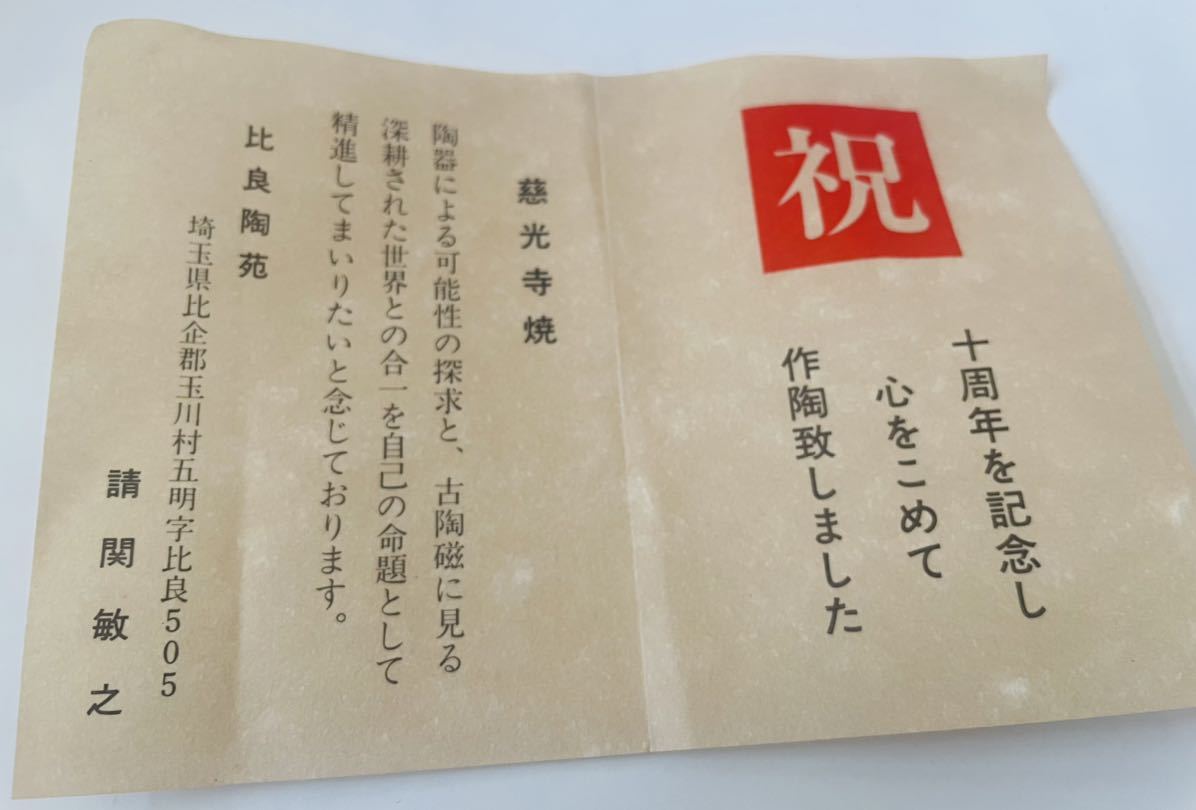 祝
十周年を記念し
心をこめて
作陶致しました
慈光寺焼
陶器による可能性の探求と、古陶磁に見る
深耕された世界との合一を自己の命題として
精進してまいりたいと念じております。
比良陶苑
埼玉県比企郡玉川村五明字比良505
請関敏之